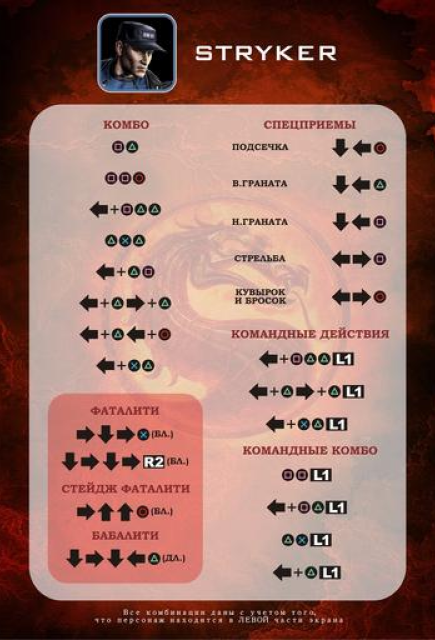 STRYKER
КОМБО
СПЕЦПРИЕМЫ
ПОДСЕЧКА
В.ГРАНАТА
+
Н.ГРАНАТА
СТРЕЛЬБА
+
КУВЫРОК
И БРОСОК
+ +
+ +
+
КОМАНДНЫЕ ДЕЙСТВИЯ
+ L1
+ + L1
+ L1
КОМАНДНЫЕ КОМБО
L1
+ L1
L1
+ L1
ФАТАЛИТИ
(БЛ.)
R2 (БЛ.)
СТЕЙДЖ ФАТАЛИТИ
(БЛ.)
БАБАЛИТИ
(ДЛ.)
Все комбинации даны с учетом того,
что персонаж находится в ЛЕВОЙ части экрана